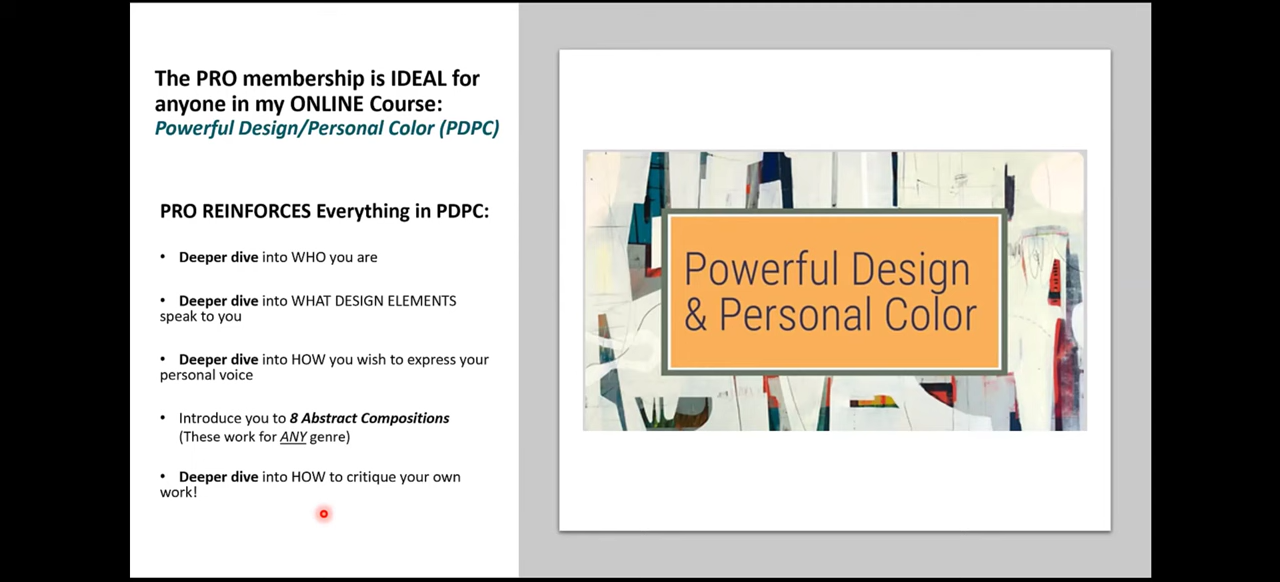 The PRO membership is IDEAL for
anyone in my ONLINE Course:
Powerful Design/Personal Color (PDPC)
PRO REINFORCES Everything in PDPC:
• Deeper dive into WHO you are
• Deeper dive into WHAT DESIGN ELEMENTS
speak to you
• Deeper dive into HOW you wish to express your
personal voice
• Introduce you to 8 Abstract Compositions
(These work for ANY genre)
• Deeper dive into HOW to critique your own
work!
Powerful Design
& Personal Color